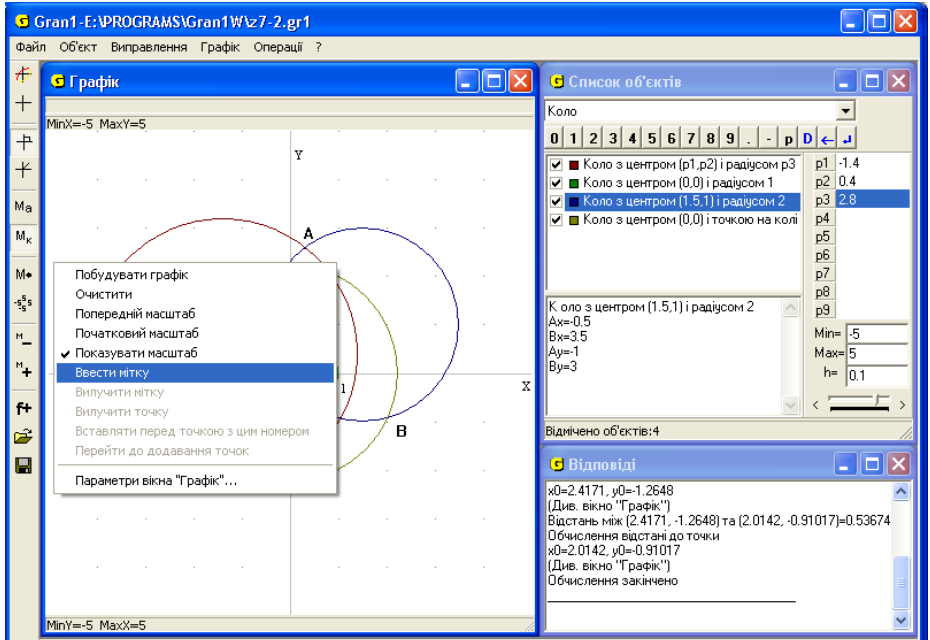 Gran1-E:\PROGRAMS\Gran1W\z7-2.gr1
Файл Об'єкт Виправлення Графік Операції ?
Графік
MinX=-5 MaxY=5
Y
A
1
X
B
MinY=-5 MaxX=5
Ma
Мк
M
-5 5 s
M
M+
f+
Побудувати графік
Очистити
Попередній масштаб
Початковий масштаб
Показувати масштаб
Ввести мітку
Вилучити мітку
Вилучити точку
Вставляти перед точкою з цим номером
Перейти до додавання точок
Параметри вікна "Графік"...
Список об'єктів
Коло
0 1 2 3 4 5 6 7 8 9 . - p D ← ↲
Коло з центром (p1,p2) і радіусом p3
Коло з центром (0,0) і радіусом 1
Коло з центром (1.5,1) і радіусом 2
Коло з центром (0,0) і точкою на колі
p1 -1.4
p2 0.4
p3 2.8
p4
p5
p6
p7
p8
p9
К оло з центром (1.5,1) і радіусом 2
Ax=-0.5
Bx=3.5
Ay=-1
By=3
Min= -5
Max= 5
h= 0.1
< >
Відмічено об'єктів:4
Відповіді
x0=2.4171, y0=-1.2648
(Див. вікно "Графік")
Відстань між (2.4171, -1.2648) та (2.0142, -0.91017)=0.53674
Обчислення відстані до точки
x0=2.0142, y0=-0.91017
(Див. вікно "Графік")
Обчислення закінчено